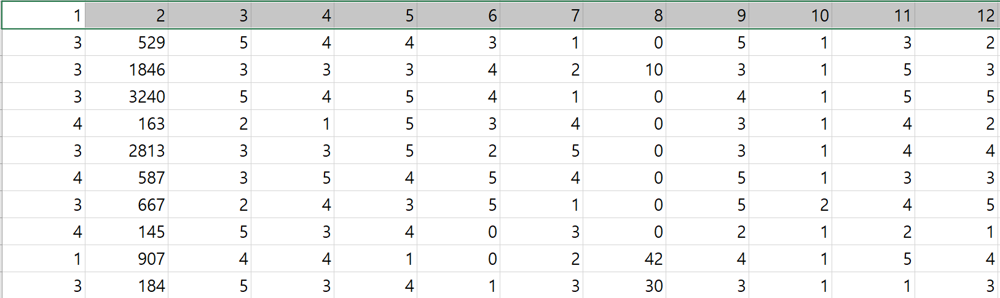 1 2 3 4 5 6 7 8 9 10 11 12
3 529 5 4 4 3 1 0 5 1 3 2
3 1846 3 3 3 4 2 10 3 1 5 3
3 3240 5 4 5 4 1 0 4 1 5 5
4 163 2 1 5 3 4 0 3 1 4 2
3 2813 3 3 5 2 5 0 3 1 4 4
4 587 3 5 4 5 4 0 5 1 3 3
3 667 2 4 3 5 1 0 5 2 4 5
4 145 5 3 4 0 3 0 2 1 2 1
1 907 4 4 1 0 2 42 4 1 5 4
3 184 5 3 4 1 3 30 3 1 1 3